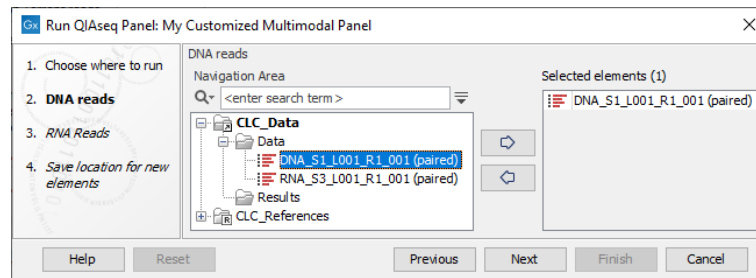 Gx Run QIAseq Panel: My Customized Multimodal Panel
1. Choose where to run
2. DNA reads
3. RNA Reads
4. Save location for new
elements
DNA reads
Navigation Area
<enter search term>
CLC_Data
Data
DNA_S1_L001_R1_001 (paired)
RNA_S3_L001_R1_001 (paired)
Results
CLC_References
Selected elements (1)
DNA_S1_L001_R1_001 (paired)
Help
Reset
Previous
Next
Finish
Cancel